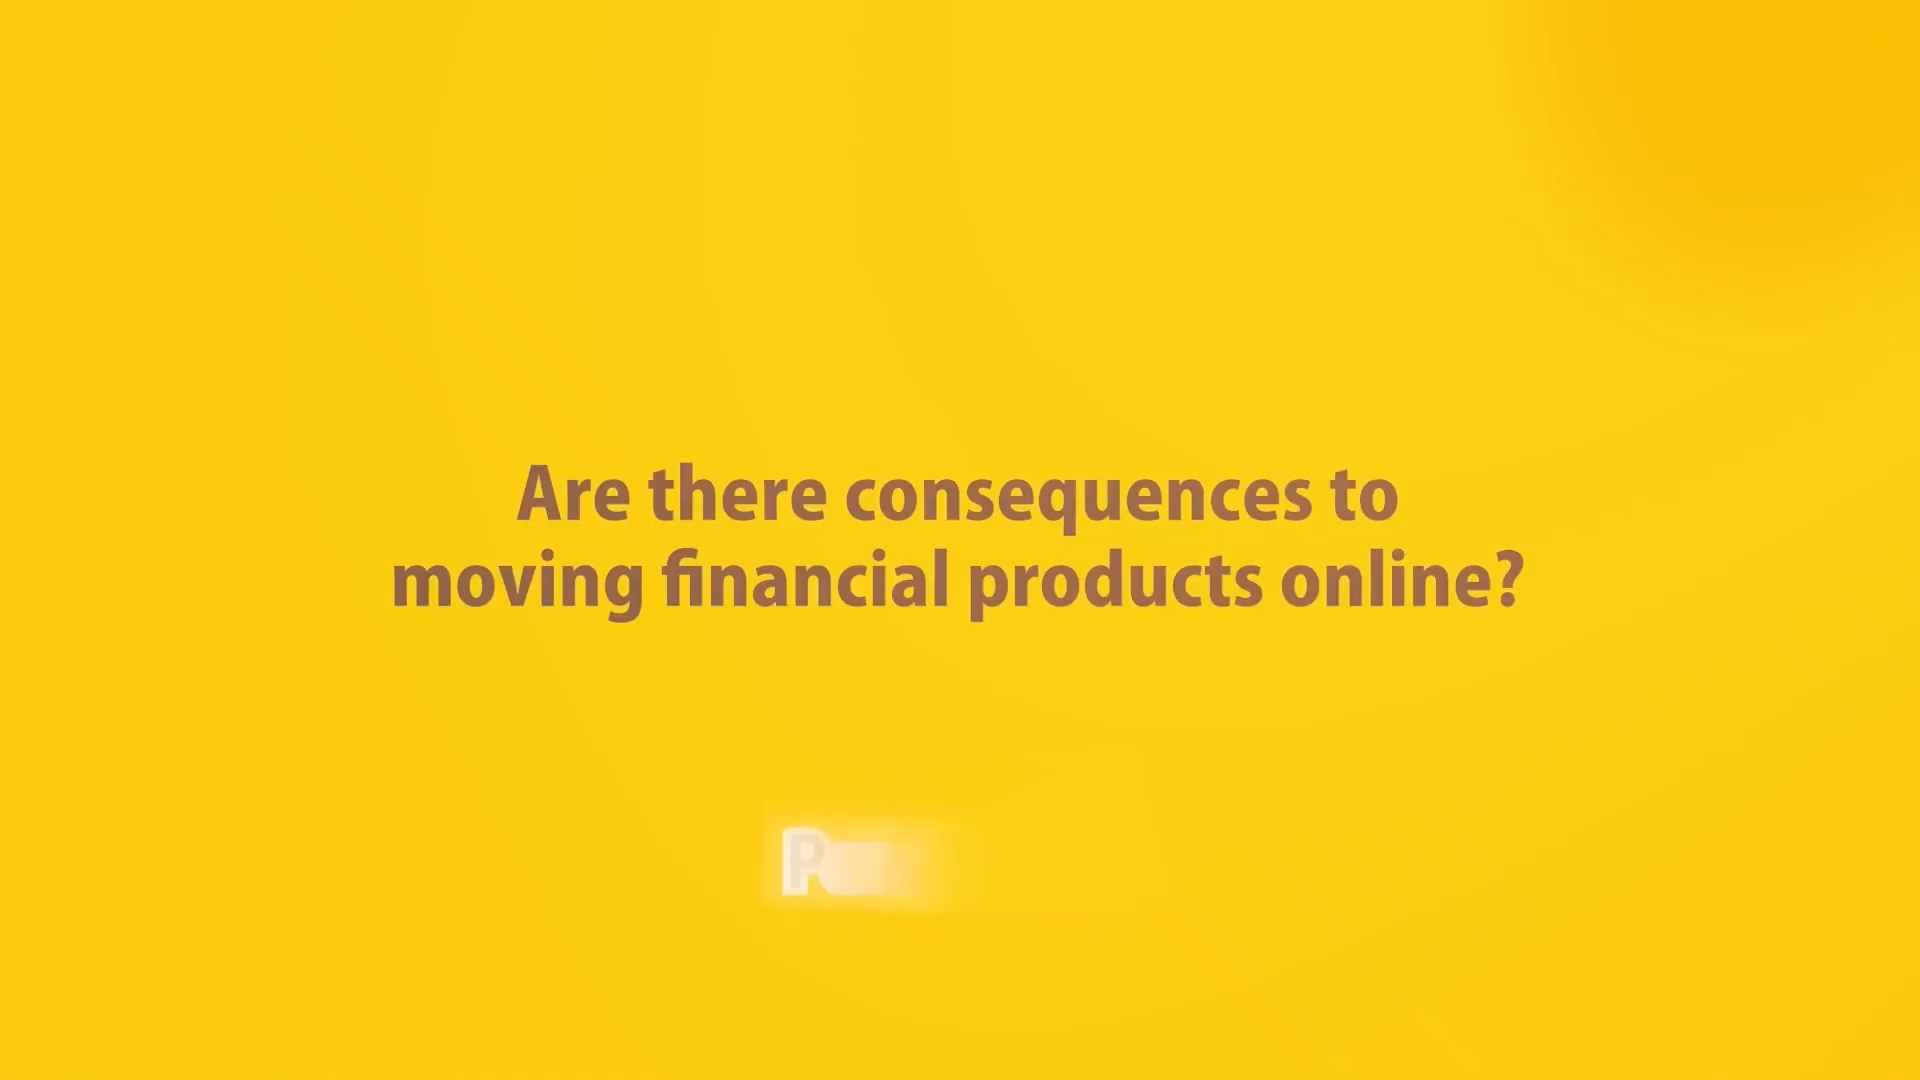 Are there consequences to
moving financial products online?